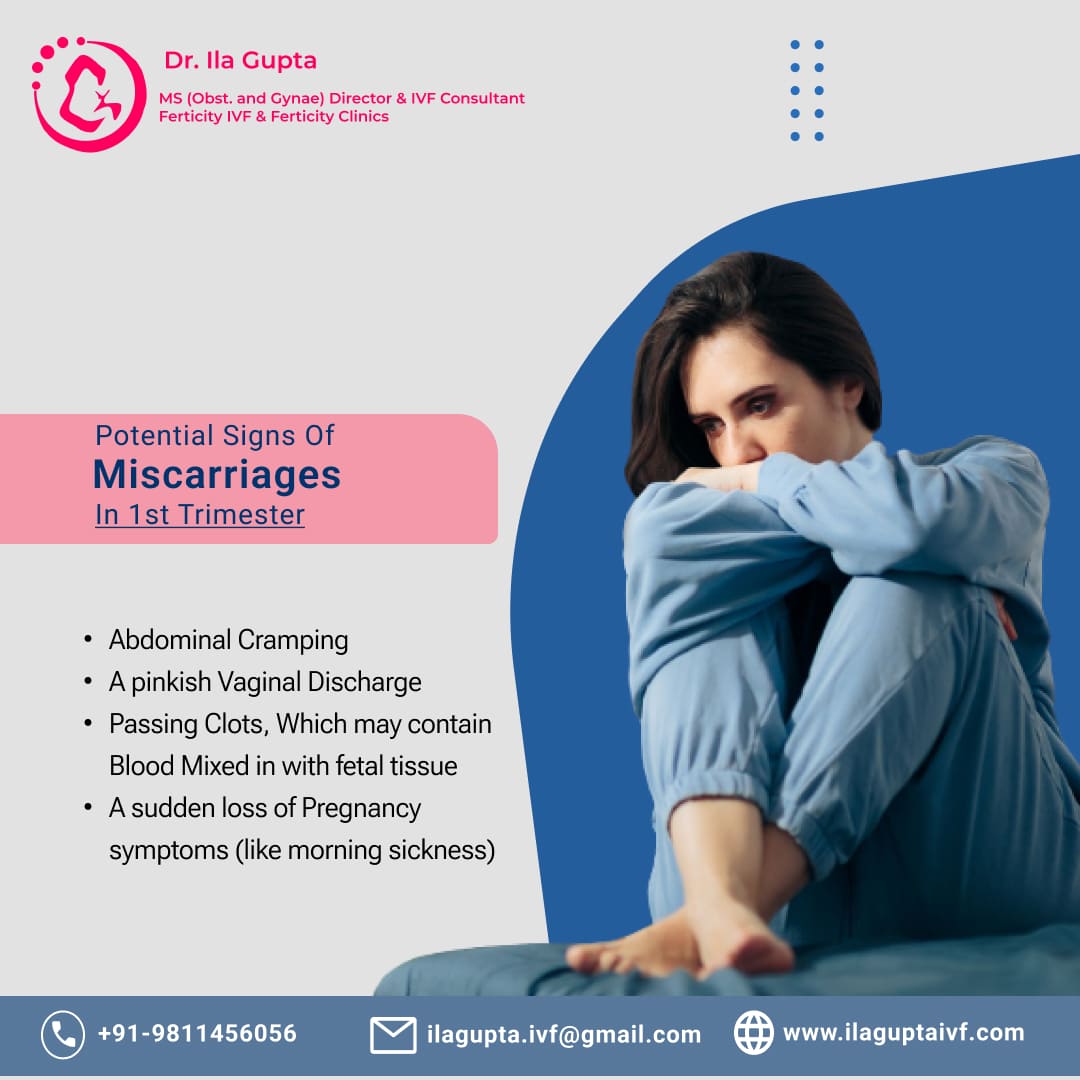 Dr. Ila Gupta
MS (Obst. and Gynae) Director & IVF Consultant
Ferticity IVF & Ferticity Clinics
Potential Signs Of
Miscarriages
In 1st Trimester
• Abdominal Cramping
• A pinkish Vaginal Discharge
• Passing Clots, Which may contain
Blood Mixed in with fetal tissue
• A sudden loss of Pregnancy
symptoms (like morning sickness)
+91-9811456056
ilagupta.ivf@gmail.com
www.ilaguptaivf.com